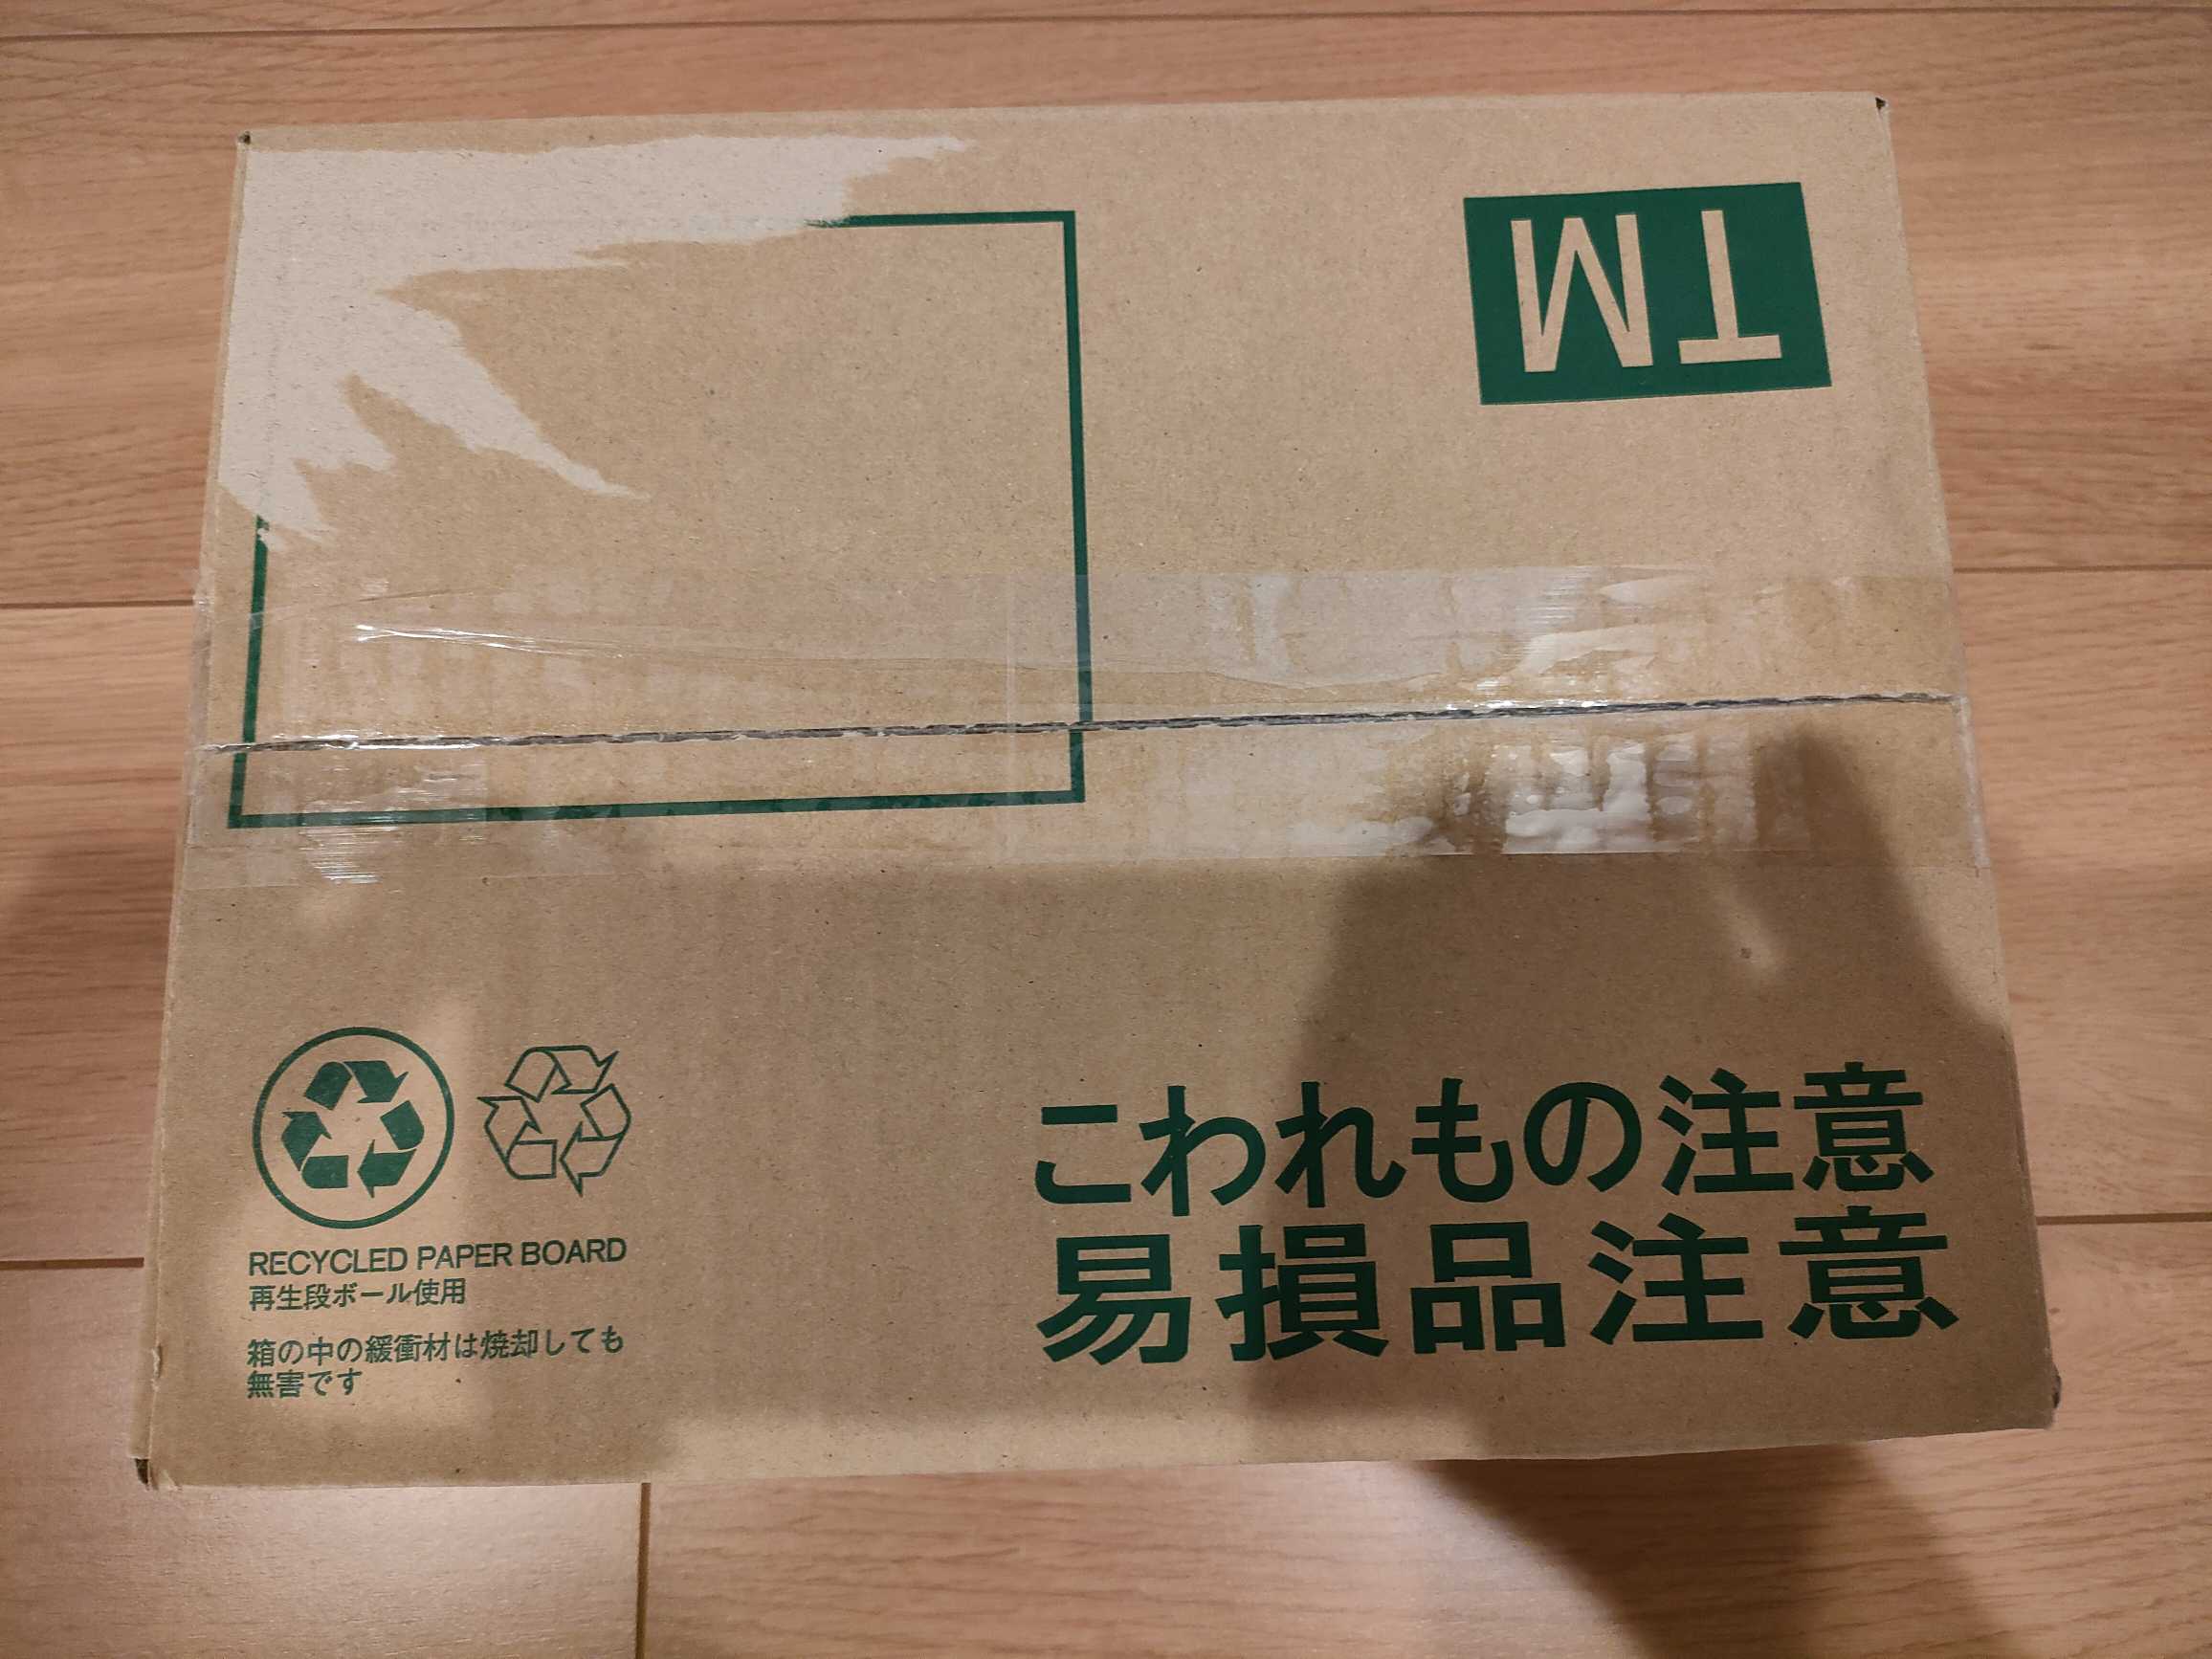 TM
こわれもの注意
易損品注意
RECYCLED PAPER BOARD
再生段ボール使用
箱の中の緩衝材は焼却しても
無害です